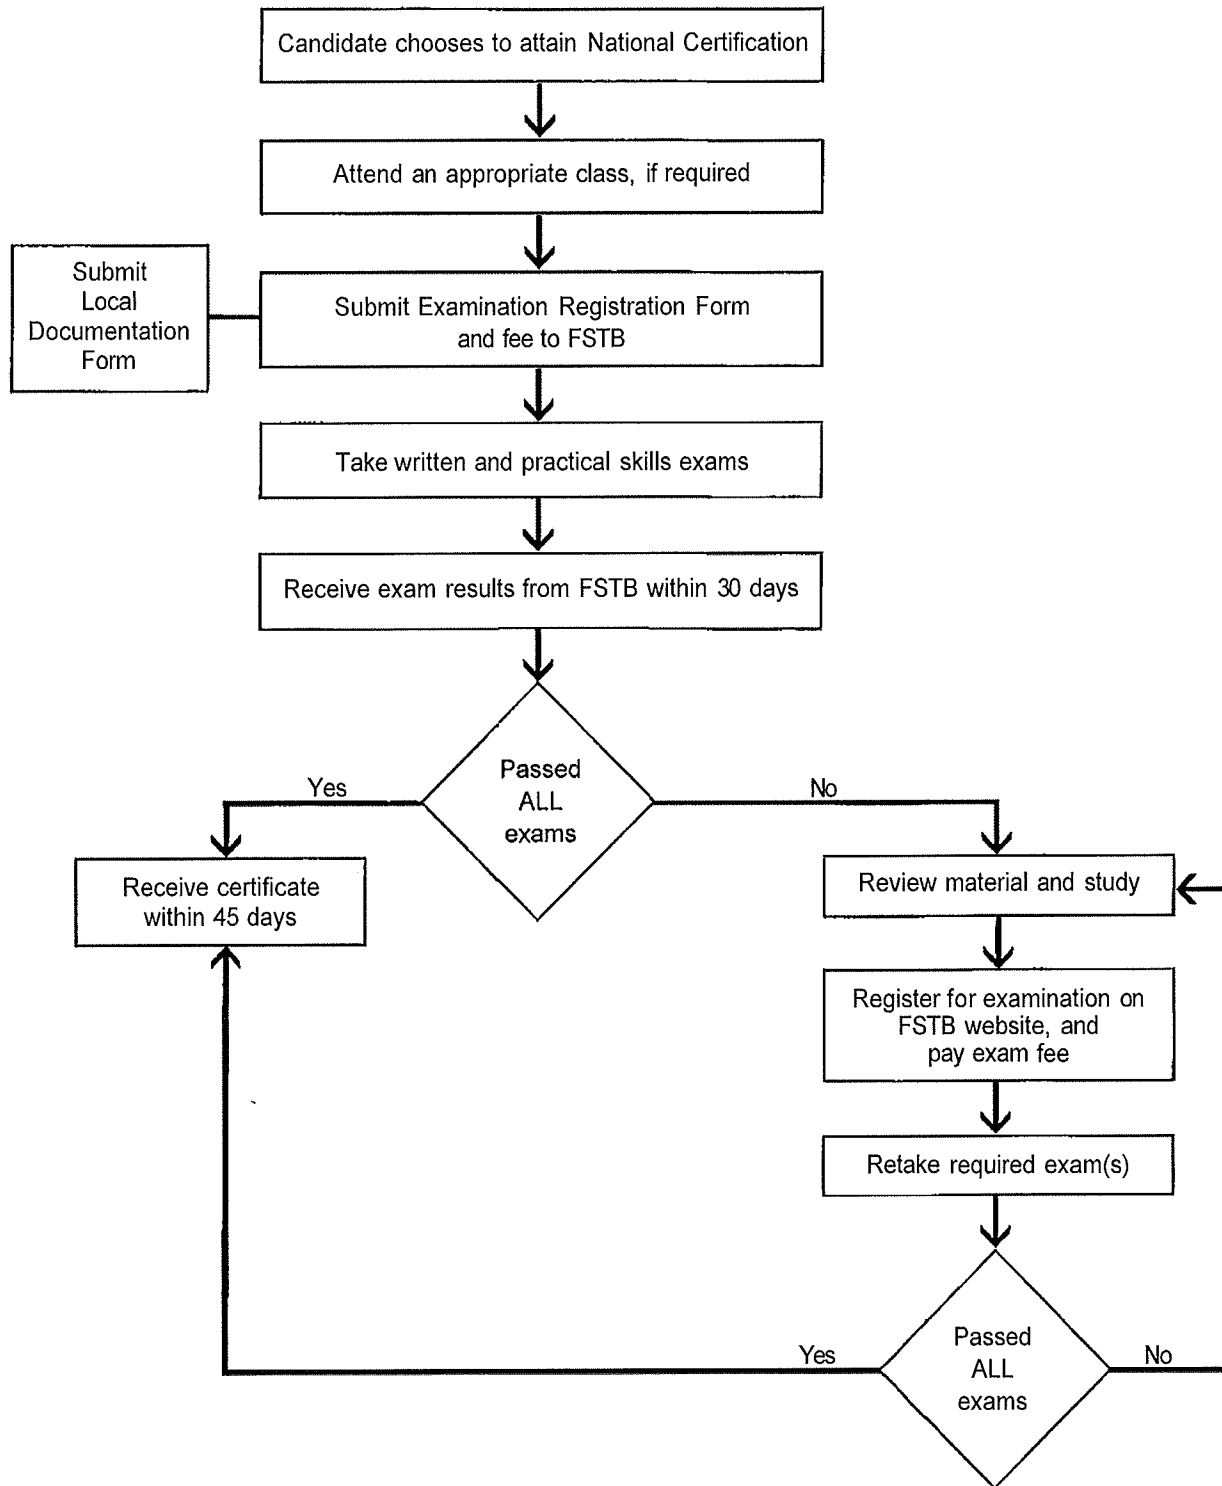 Candidate chooses to attain National Certification
Attend an appropriate class, if required
Submit
Local
Documentation
Form
Submit Examination Registration Form
and fee to FSTB
Take written and practical skills exams
Receive exam results from FSTB within 30 days
Passed
ALL
exams
Yes
No
Receive certificate
within 45 days
Review material and study
Register for examination on
FSTB website, and
pay exam fee
Retake required exam(s)
Passed
ALL
exams
Yes
No